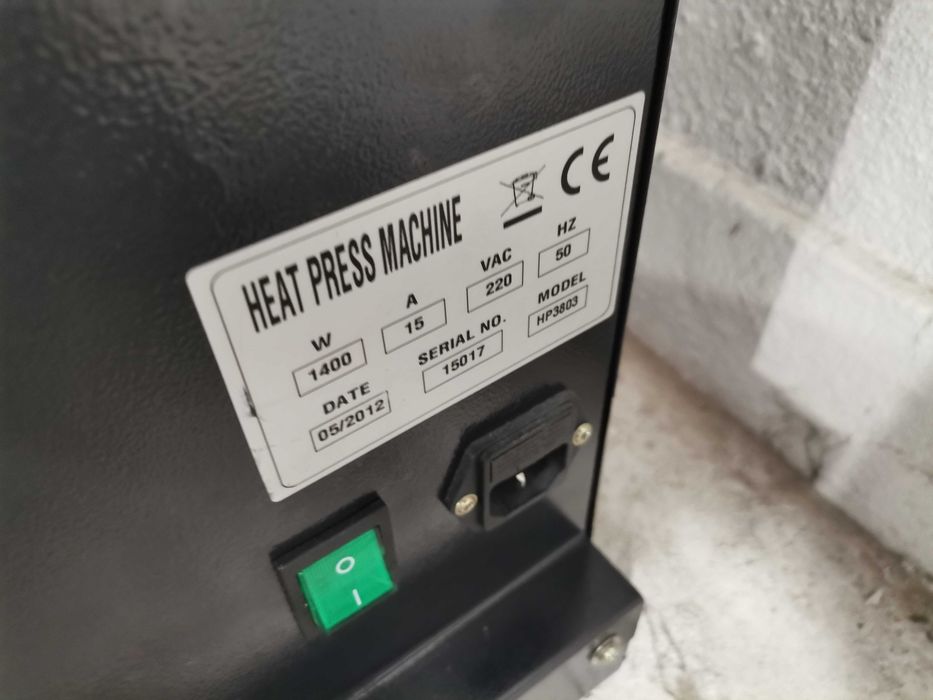 CE
HEAT PRESS MACHINE
W A VAC HZ
1400 15 220 50
DATE SERIAL NO. MODEL
05/2012 15017 HP3803
O
I